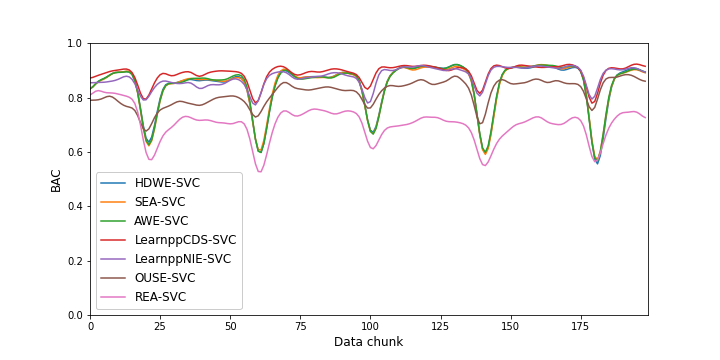 1.0
0.8
0.6
0.4
0.2
0.0
BAC
HDWE-SVC
SEA-SVC
AWE-SVC
LearnppCDS-SVC
LearnppNIE-SVC
OUSE-SVC
REA-SVC
0 25 50 75 100 125 150 175
Data chunk